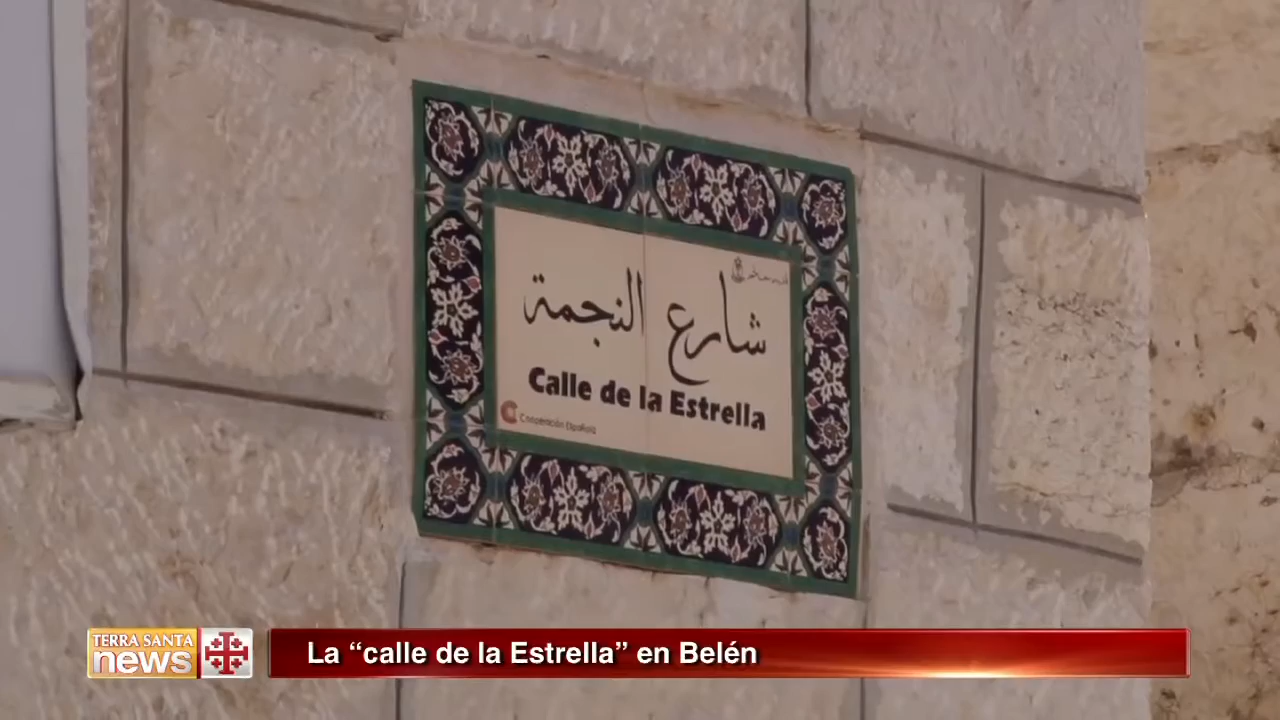 شارع النجمة
Calle de la Estrella
Cooperación Española
TERRA SANTA
news
La “calle de la Estrella” en Belén